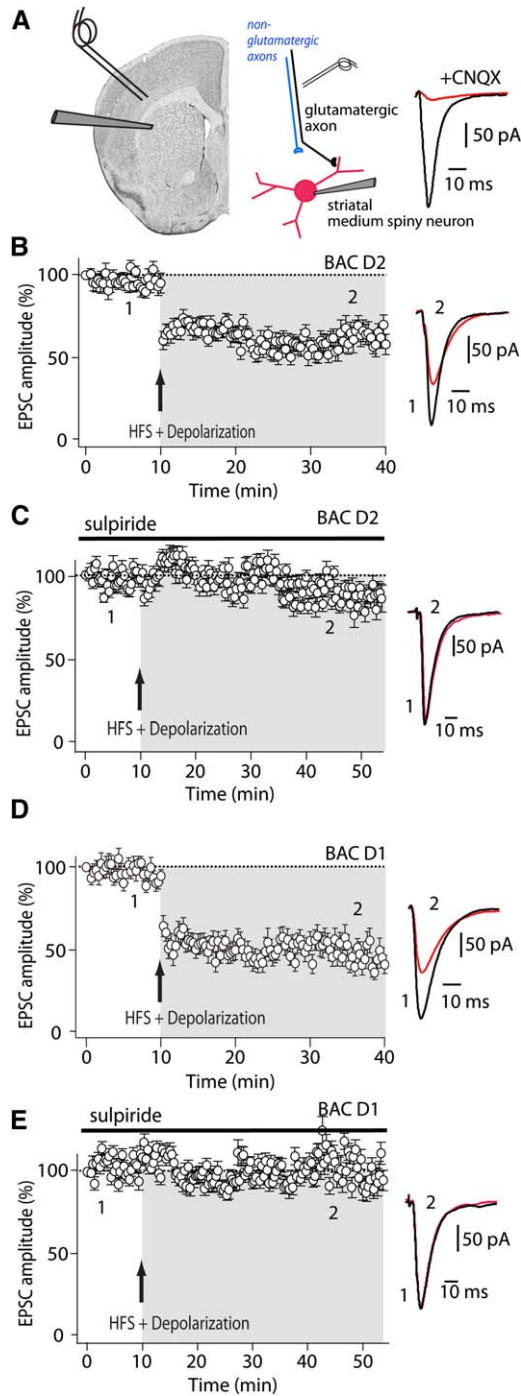 A
non-
glutamatergic
axons
glutamatergic
axon
striatal
medium spiny neuron
+CNQX
50 pA
10 ms
B
BAC D2
EPSC amplitude (%)
100
50
0
1
2
HFS + Depolarization
0 10 20 30 40
Time (min)
2
50 pA
1
10 ms
C
sulpiride
BAC D2
EPSC amplitude (%)
100
50
0
1
2
HFS + Depolarization
0 10 20 30 40 50
Time (min)
2
50 pA
1
10 ms
D
BAC D1
EPSC amplitude (%)
100
50
0
1
2
HFS + Depolarization
0 10 20 30 40
Time (min)
2
50 pA
1
10 ms
E
sulpiride
BAC D1
EPSC amplitude (%)
100
50
0
1
2
HFS + Depolarization
0 10 20 30 40 50
Time (min)
2
50 pA
1
10 ms